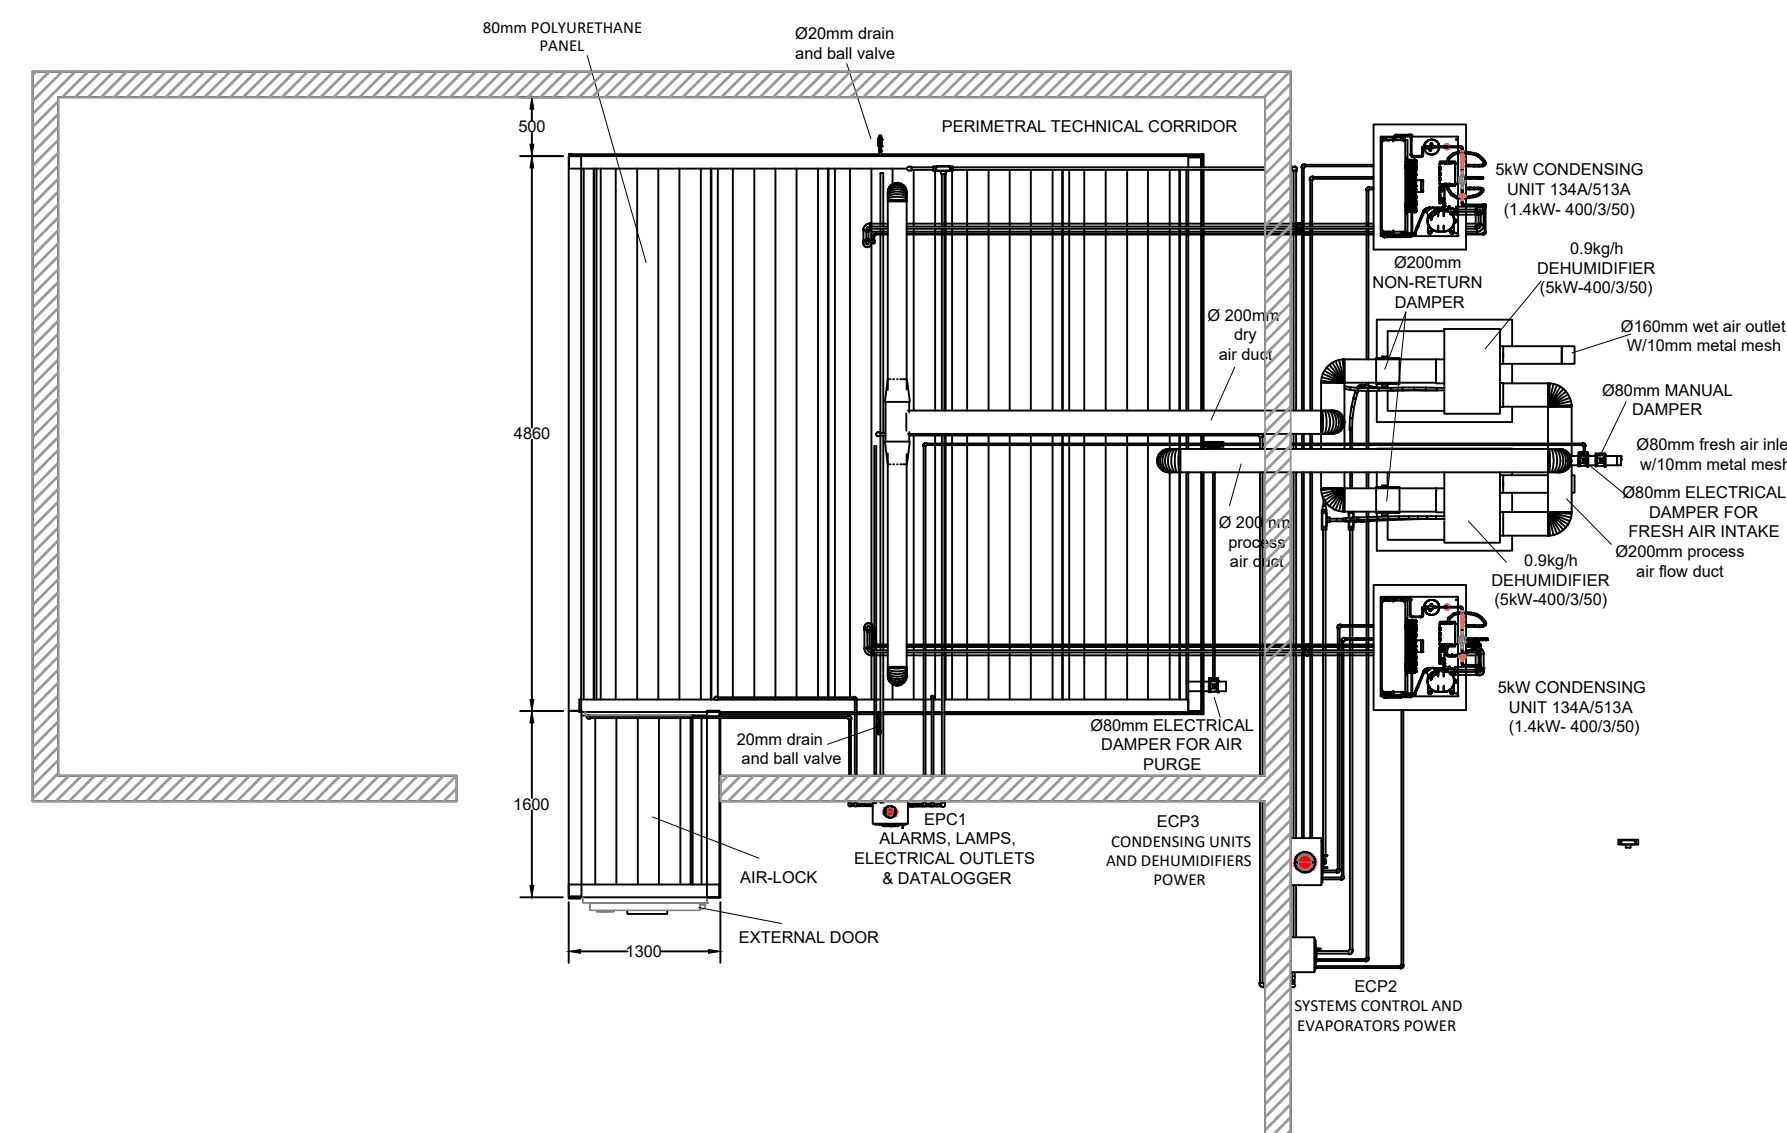 80mm POLYURETHANE
PANEL
Ø20mm drain
and ball valve
500
PERIMETRAL TECHNICAL CORRIDOR
5kW CONDENSING
UNIT 134A/513A
(1.4kW- 400/3/50)
0.9kg/h
DEHUMIDIFIER
(5kW-400/3/50)
Ø200mm
NON-RETURN
DAMPER
Ø 200mm
dry
air duct
Ø160mm wet air outlet
W/10mm metal mesh
Ø80mm MANUAL
DAMPER
4860
Ø80mm fresh air inle
w/10mm metal mesh
Ø80mm ELECTRICAL
DAMPER FOR
FRESH AIR INTAKE
Ø 200mm
process
air duct
Ø200mm process
air flow duct
0.9kg/h
DEHUMIDIFIER
(5kW-400/3/50)
5kW CONDENSING
UNIT 134A/513A
(1.4kW- 400/3/50)
Ø80mm ELECTRICAL
DAMPER FOR AIR
PURGE
20mm drain
and ball valve
1600
EPC1
ALARMS, LAMPS,
ELECTRICAL OUTLETS
& DATALOGGER
ECP3
CONDENSING UNITS
AND DEHUMIDIFIERS
POWER
AIR-LOCK
EXTERNAL DOOR
1300
ECP2
SYSTEMS CONTROL AND
EVAPORATORS POWER